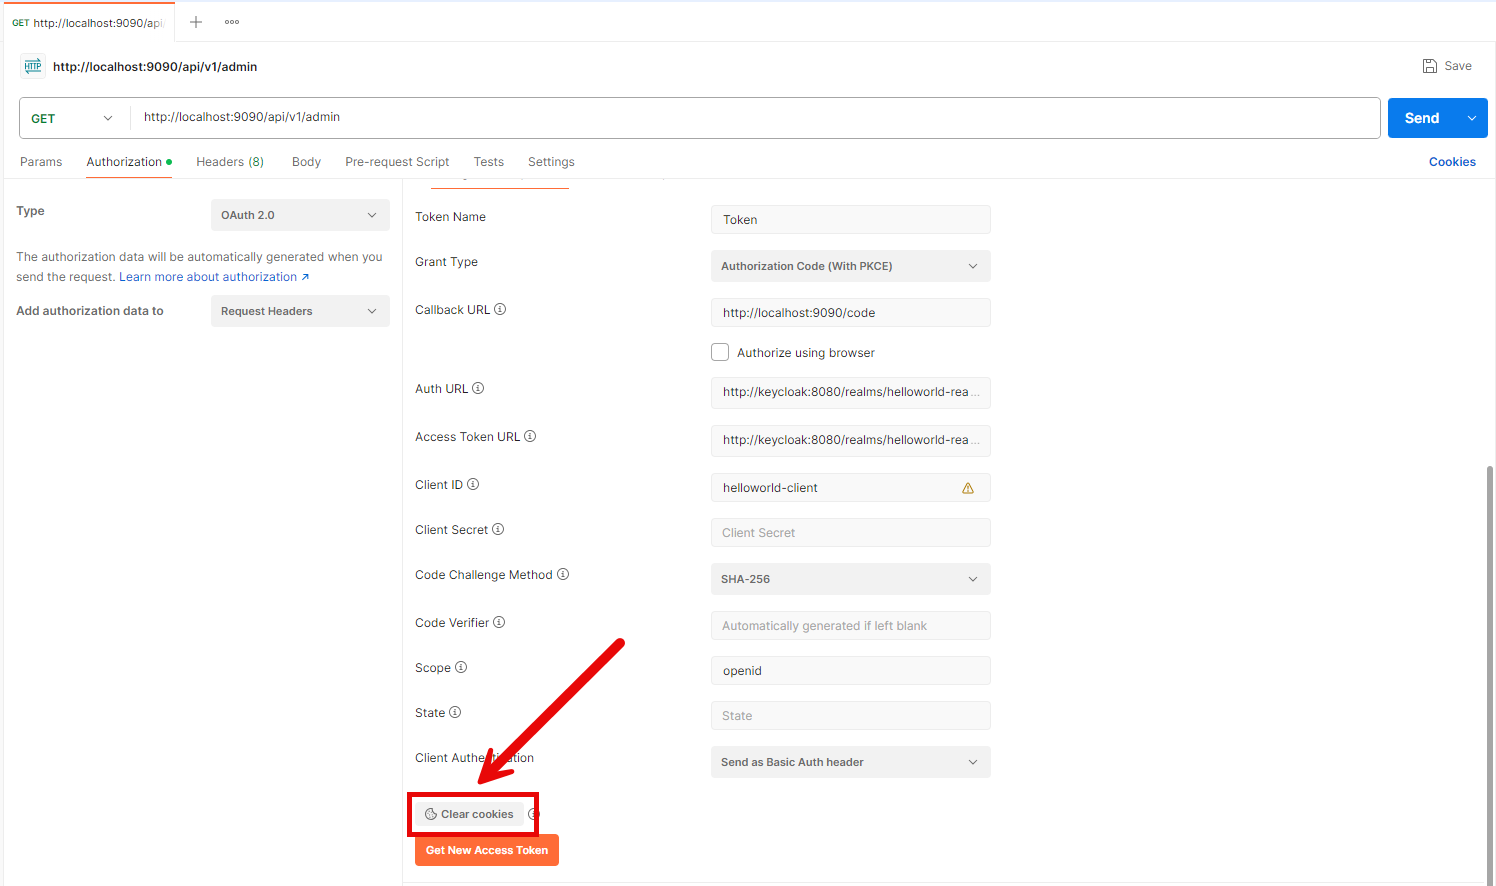 GET http://localhost:9090/api
http://localhost:9090/api/v1/admin
Save
GET
http://localhost:9090/api/v1/admin
Send
Params
Authorization
Headers (8)
Body
Pre-request Script
Tests
Settings
Cookies
Type
OAuth 2.0
The authorization data will be automatically generated when you
send the request. Learn more about authorization ↗
Add authorization data to
Request Headers
Token Name
Token
Grant Type
Authorization Code (With PKCE)
Callback URL
http://localhost:9090/code
Authorize using browser
Auth URL
http://keycloak:8080/realms/helloworld-rea...
Access Token URL
http://keycloak:8080/realms/helloworld-rea...
Client ID
helloworld-client
Client Secret
Client Secret
Code Challenge Method
SHA-256
Code Verifier
Automatically generated if left blank
Scope
openid
State
State
Client Authentication
Send as Basic Auth header
Clear cookies
Get New Access Token